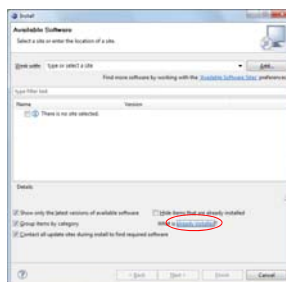 Install
Available Software
Select a site or enter the location of a site.
Work with: type or select a site
Add...
Find more software by working with the Available Software Sites preferences.
type filter text
Name Version
There is no site selected.
Details
Show only the latest versions of available software Hide items that are already installed
Group items by category What is already installed?
Contact all update sites during install to find required software
< Back Next > Finish Cancel